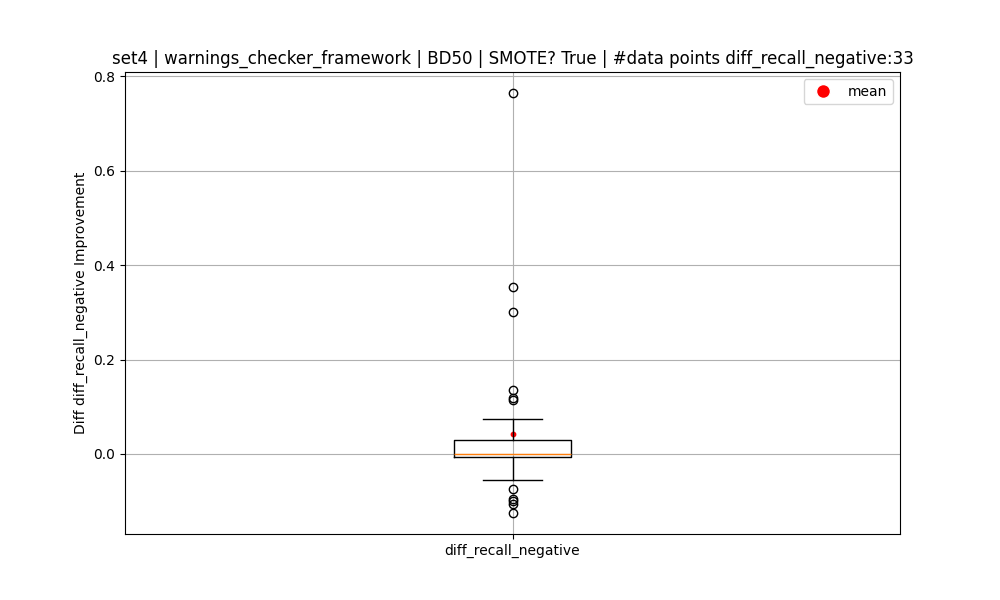 set4 | warnings_checker_framework | BD50 | SMOTE? True | #data points diff_recall_negative:33
mean
Diff diff_recall_negative Improvement
0.8
0.6
0.4
0.2
0.0
diff_recall_negative